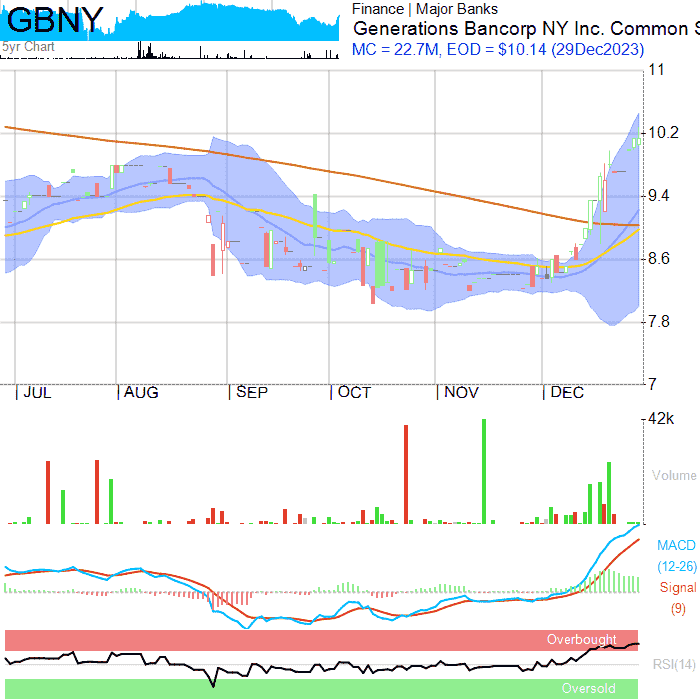 GBNY
5yr Chart
Finance | Major Banks
Generations Bancorp NY Inc. Common S
MC = 22.7M, EOD = $10.14 (29Dec2023)
11
10.2
9.4
8.6
7.8
7
JUL AUG SEP OCT NOV DEC
42k
Volume
MACD
(12-26)
Signal
(9)
Overbought
RSI(14)
Oversold